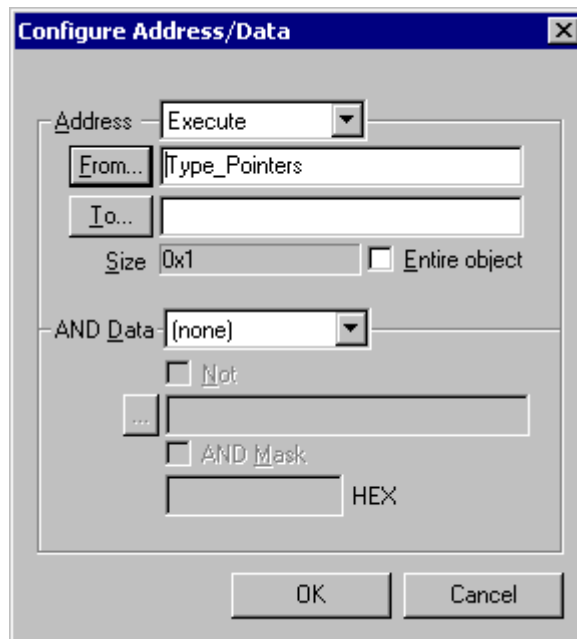 Configure Address/Data
Address Execute
From... Type_Pointers
To...
Size 0x1 Entire object
AND Data (none)
Not
...
AND Mask
HEX
OK Cancel